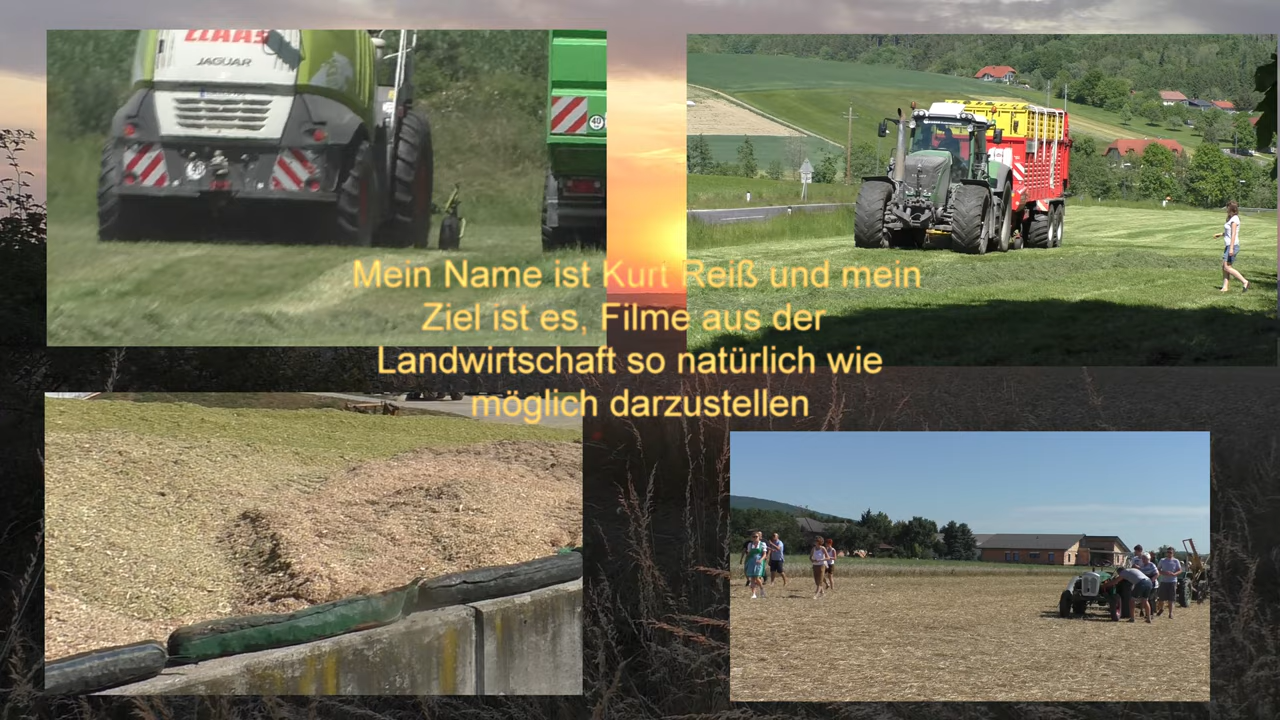 CLAAS
JAGUAR
40
Mein Name ist Kurt Reiß und mein
Ziel ist es, Filme aus der
Landwirtschaft so natürlich wie
möglich darzustellen